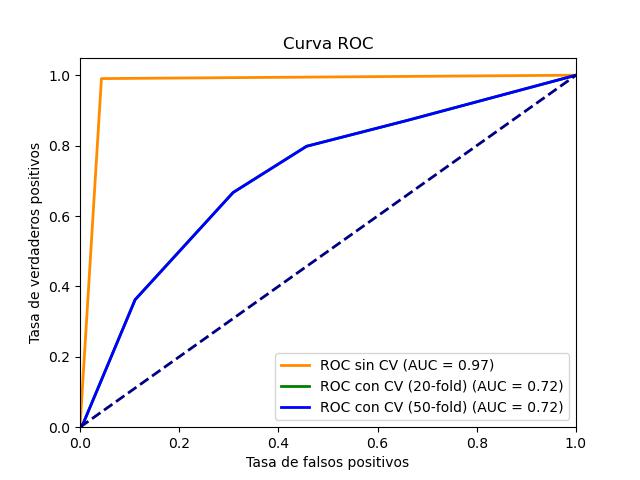 Curva ROC
1.0
0.8
0.6
0.4
0.2
0.0
Tasa de verdaderos positivos
ROC sin CV (AUC = 0.97)
ROC con CV (20-fold) (AUC = 0.72)
ROC con CV (50-fold) (AUC = 0.72)
0.0 0.2 0.4 0.6 0.8 1.0
Tasa de falsos positivos